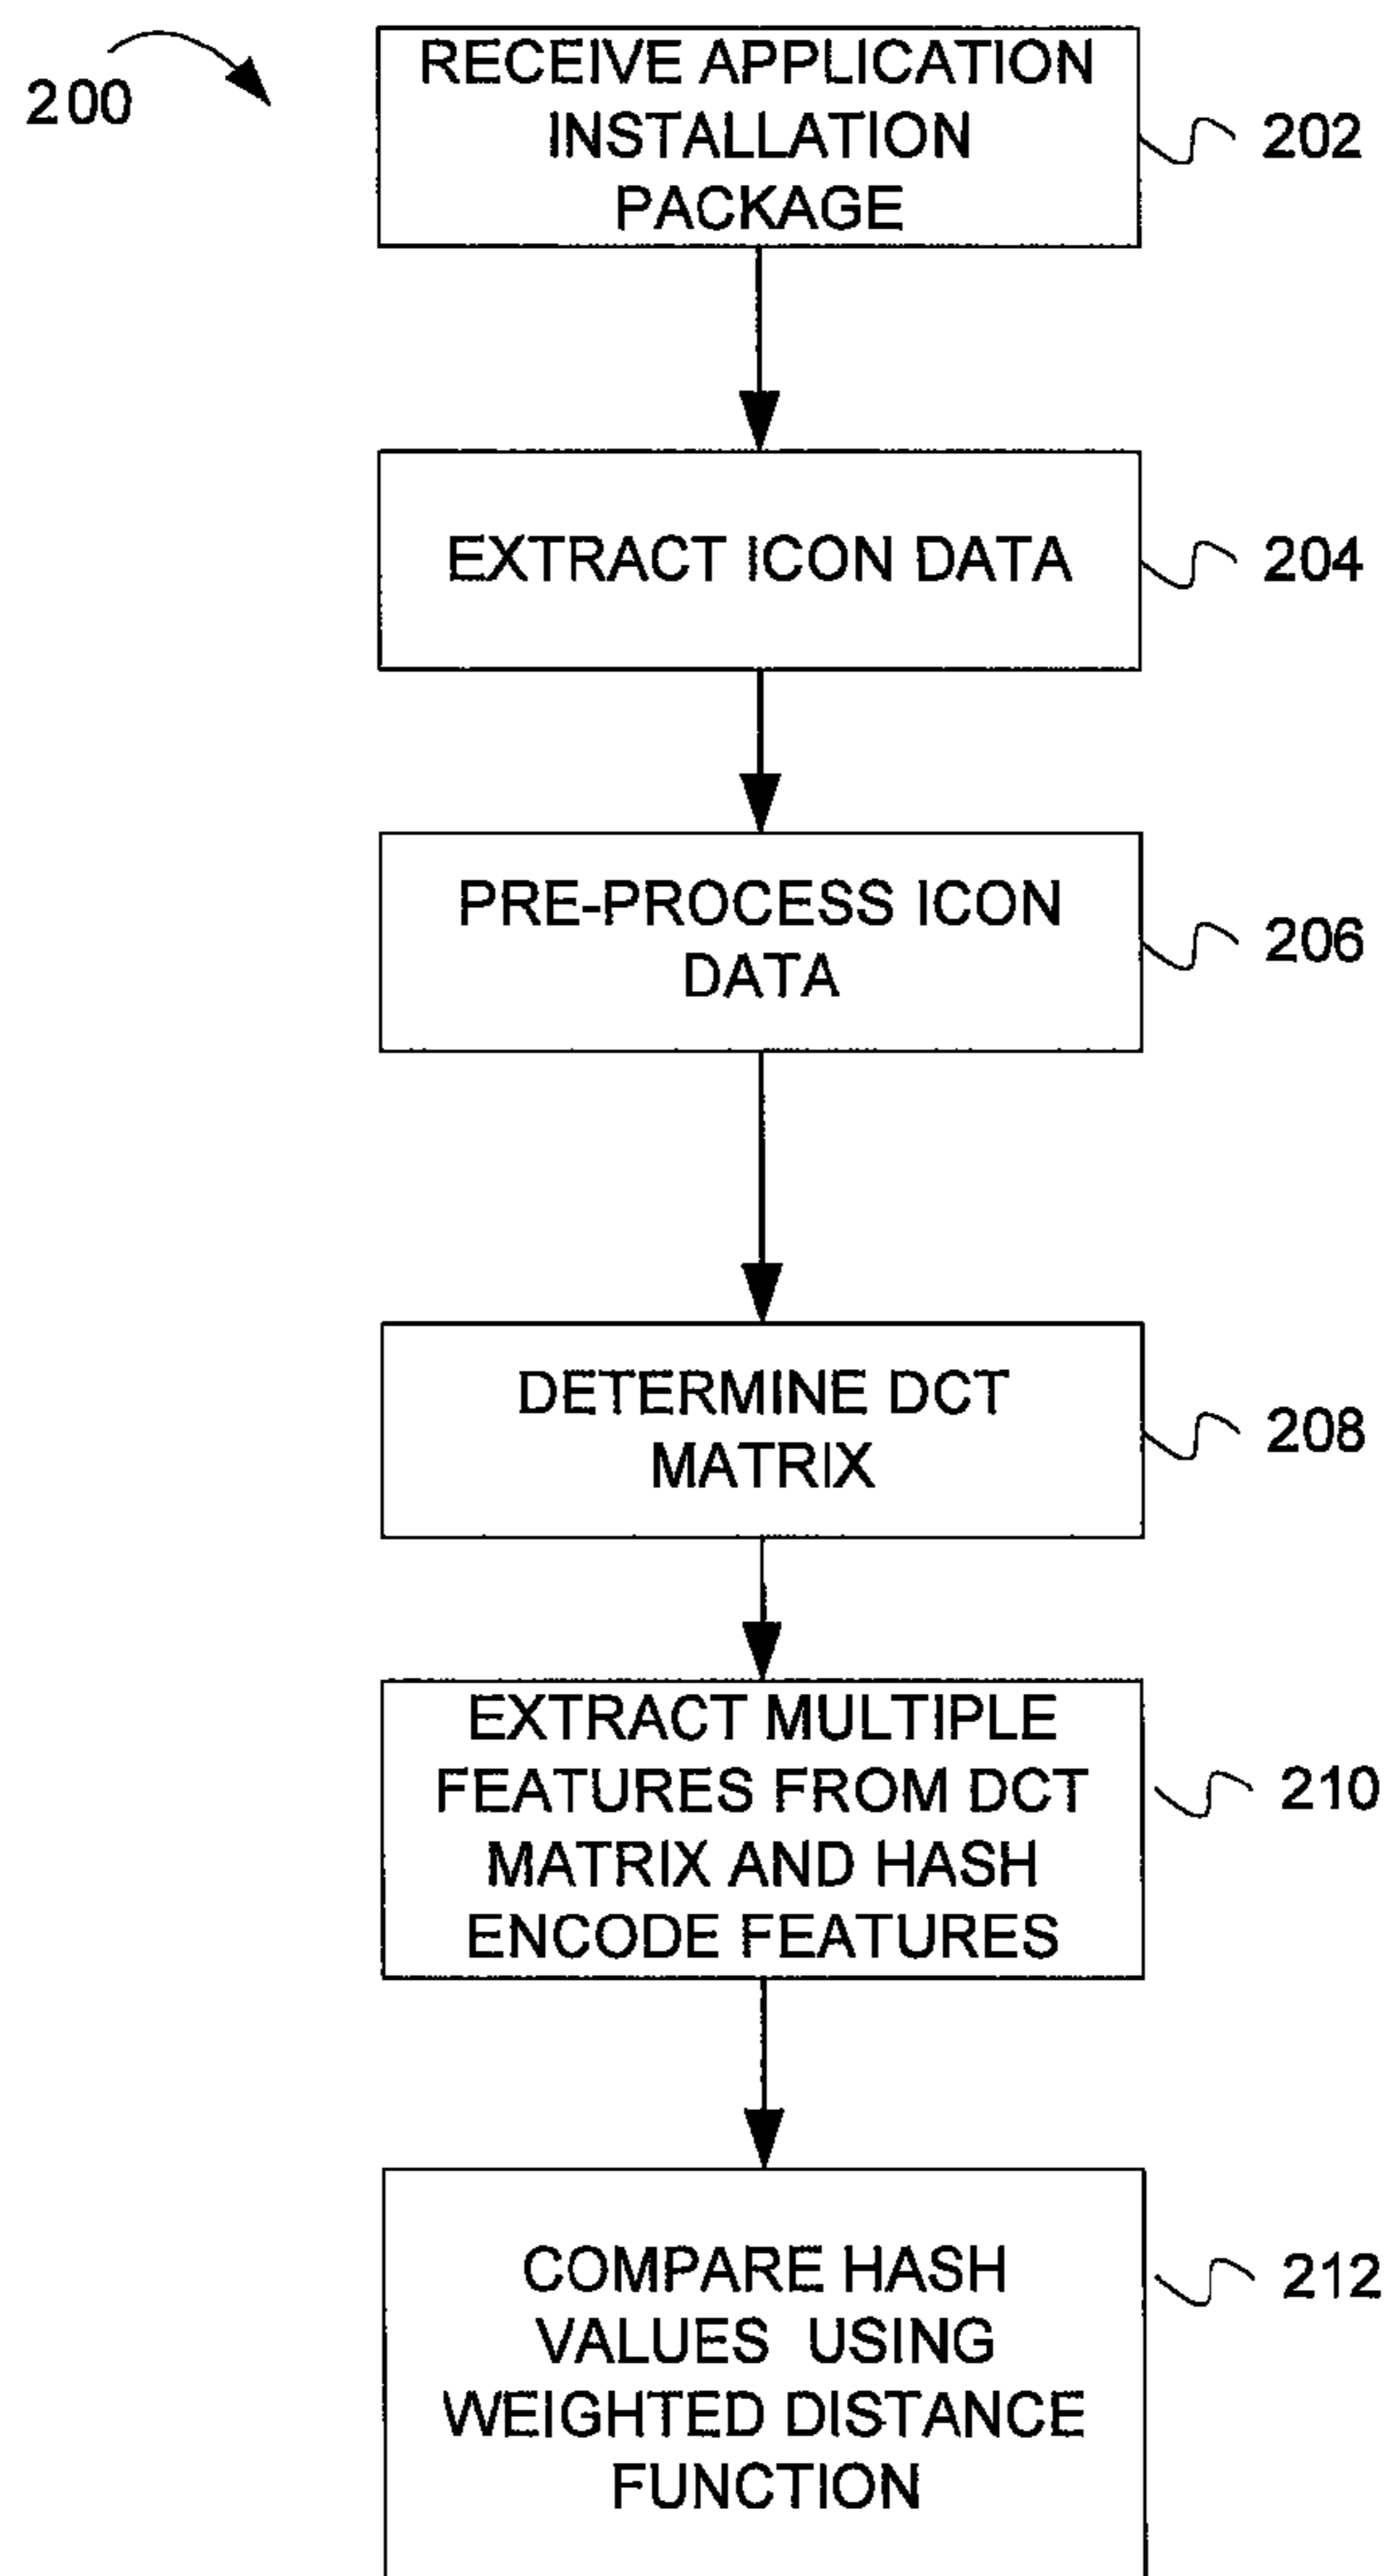 200
RECEIVE APPLICATION
INSTALLATION
PACKAGE
202
EXTRACT ICON DATA
204
PRE-PROCESS ICON
DATA
206
DETERMINE DCT
MATRIX
208
EXTRACT MULTIPLE
FEATURES FROM DCT
MATRIX AND HASH
ENCODE FEATURES
210
COMPARE HASH
VALUES USING
WEIGHTED DISTANCE
FUNCTION
212